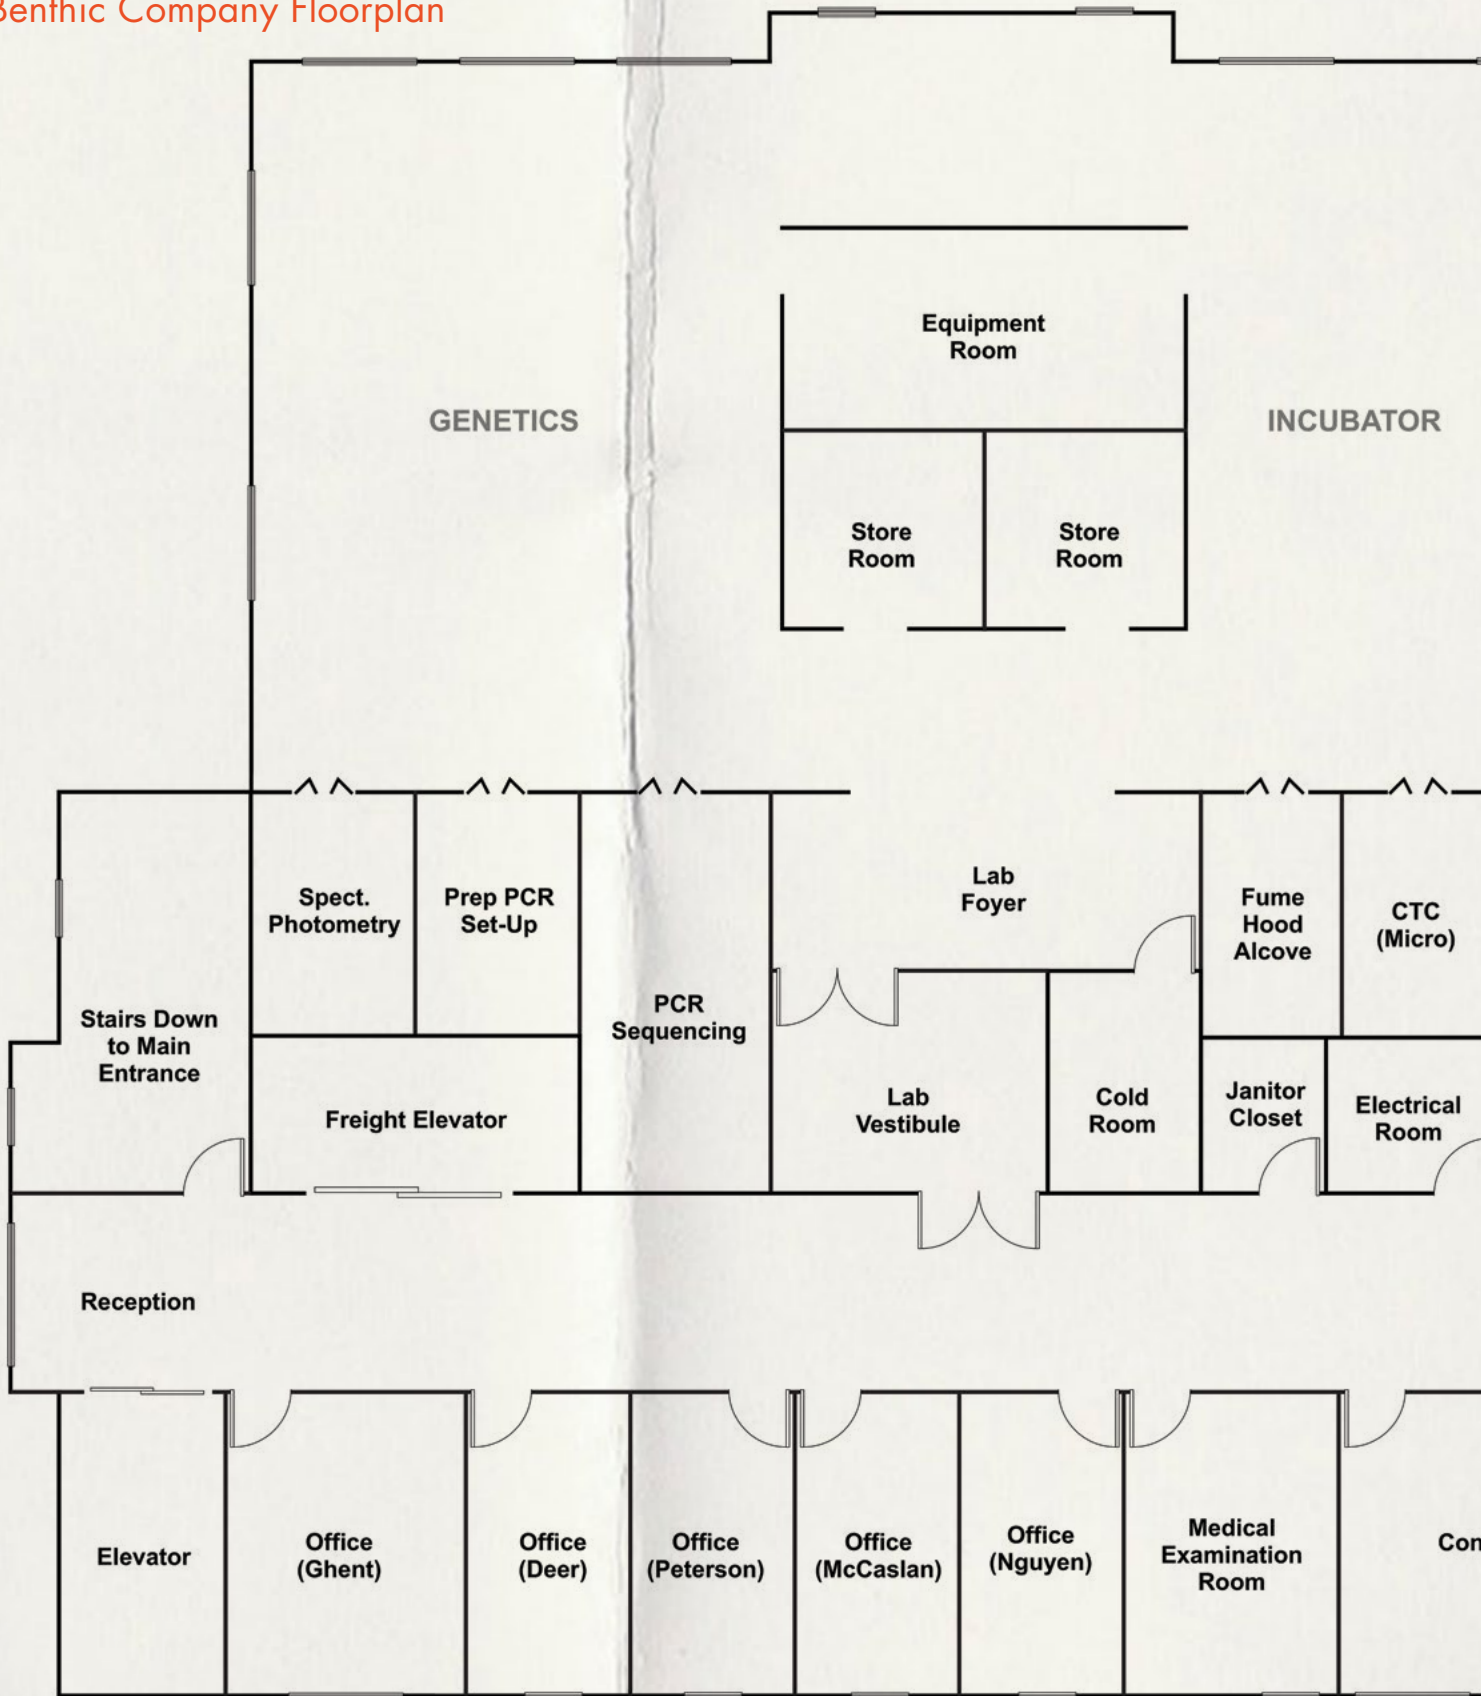 Benthic Company Floorplan
Equipment
Room
GENETICS
INCUBATOR
Store
Room
Store
Room
Lab
Foyer
Spect.
Photometry
Prep PCR
Set-Up
Fume
Hood
Alcove
CTC
(Micro)
PCR
Sequencing
Stairs Down
to Main
Entrance
Freight Elevator
Lab
Vestibule
Cold
Room
Janitor
Closet
Electrical
Room
Reception
Elevator
Office
(Ghent)
Office
(Deer)
Office
(Peterson)
Office
(McCaslan)
Office
(Nguyen)
Medical
Examination
Room
Con